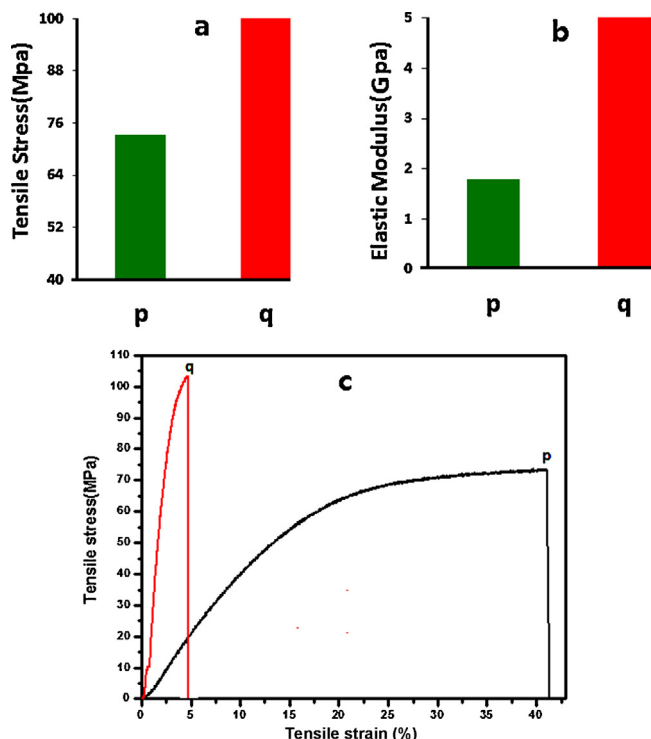 a
Tensile Stress(Mpa)
100
88
76
64
52
40
p q
b
Elastic Modulus(Gpa)
5
4
3
2
1
0
p q
c
Tensile stress(MPa)
110
100
90
80
70
60
50
40
30
20
10
0
q
p
0 5 10 15 20 25 30 35 40
Tensile strain (%)